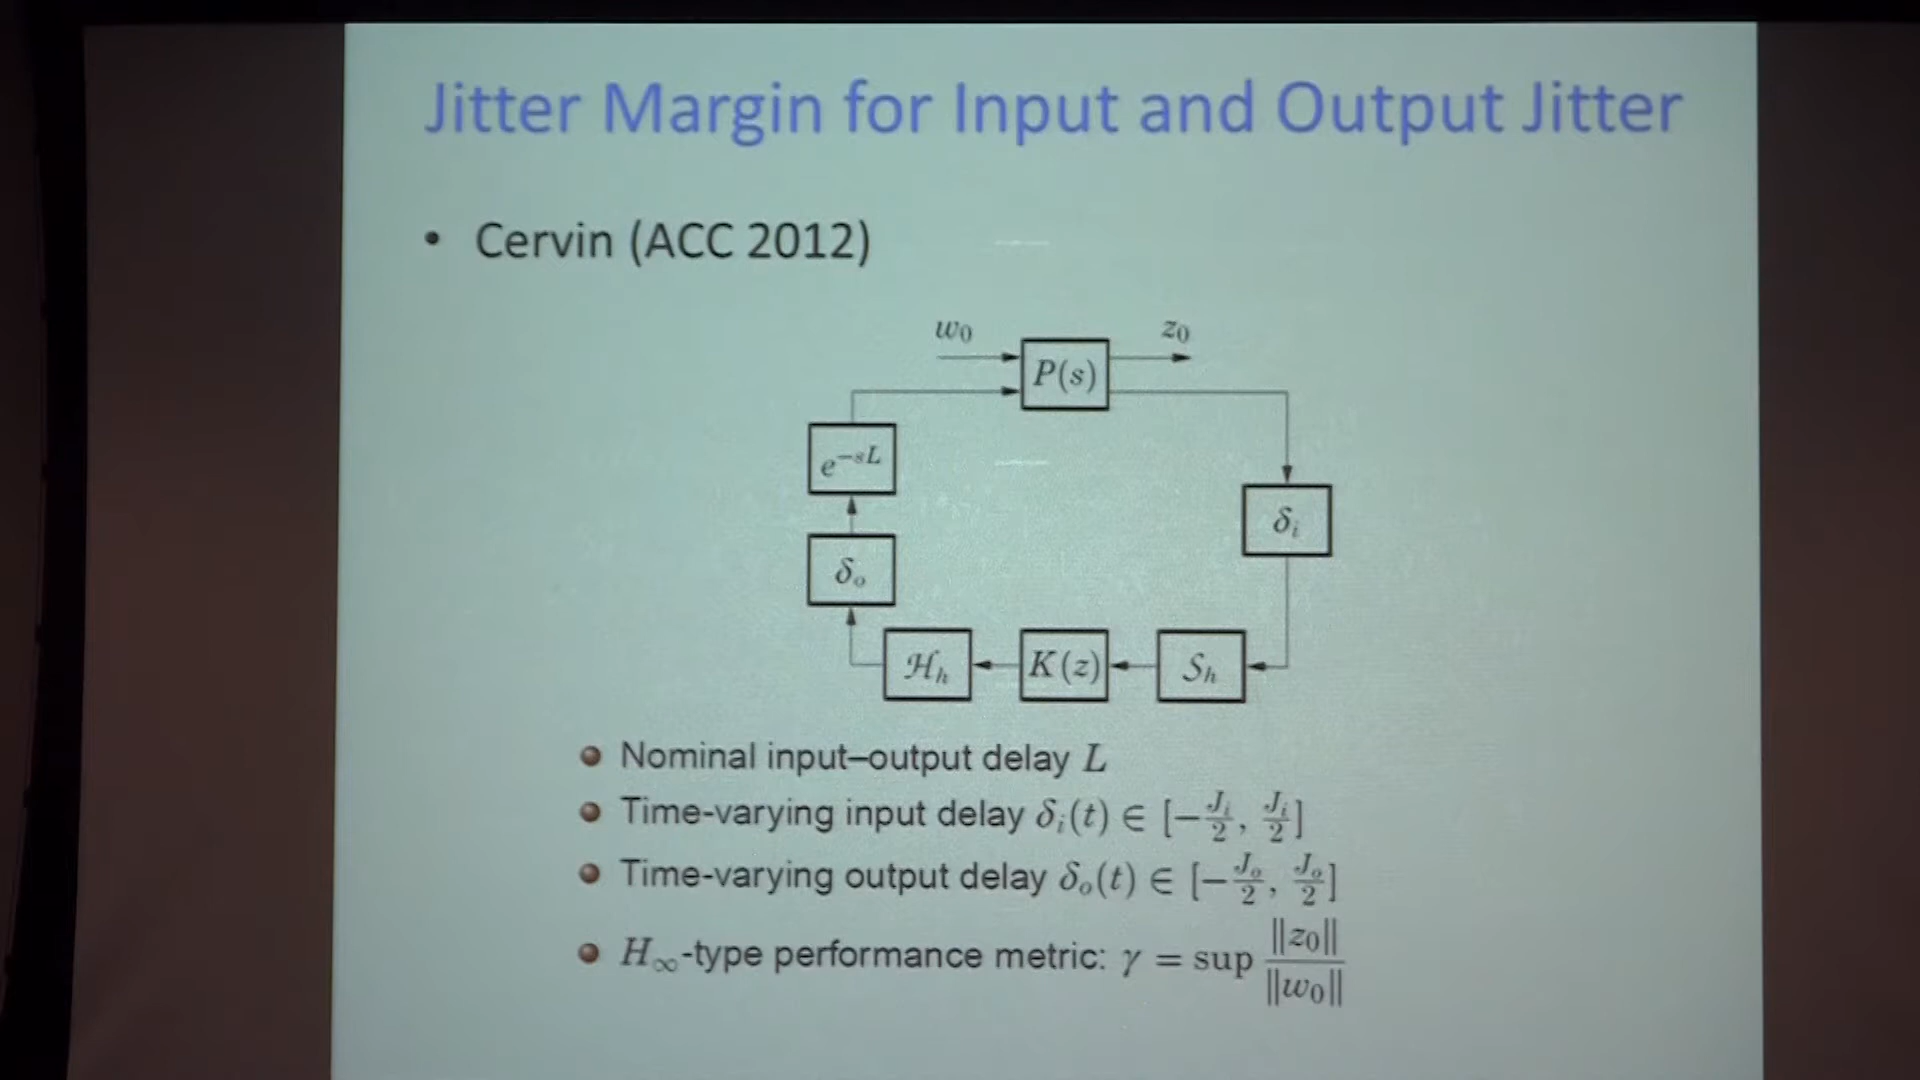 Jitter Margin for Input and Output Jitter
• Cervin (ACC 2012)
w₀
z₀
P(s)
e^{-sL}
δᵢ
δₒ
ℋₕ
K(z)
𝒮ₕ
Nominal input–output delay L
Time-varying input delay δᵢ(t) ∈ [−Jᵢ/2, Jᵢ/2]
Time-varying output delay δₒ(t) ∈ [−Jₒ/2, Jₒ/2]
H∞-type performance metric: γ = sup ||z₀|| / ||w₀||